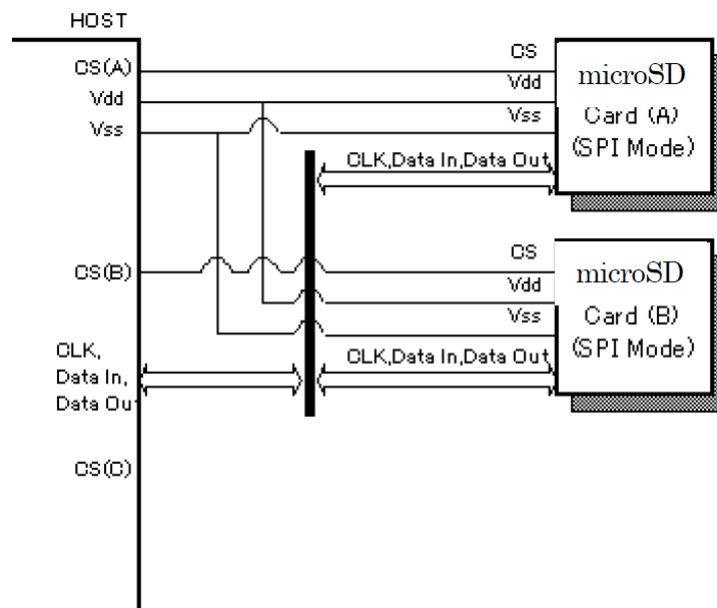 HOST
CS(A)
Vdd
Vss
CS
Vdd
Vss
microSD
Card (A)
(SPI Mode)
CLK,Data In,Data Out
CS(B)
CS
Vdd
Vss
microSD
Card (B)
(SPI Mode)
CLK,Data In,Data Out
CLK,
Data In,
Data Out
CS(C)